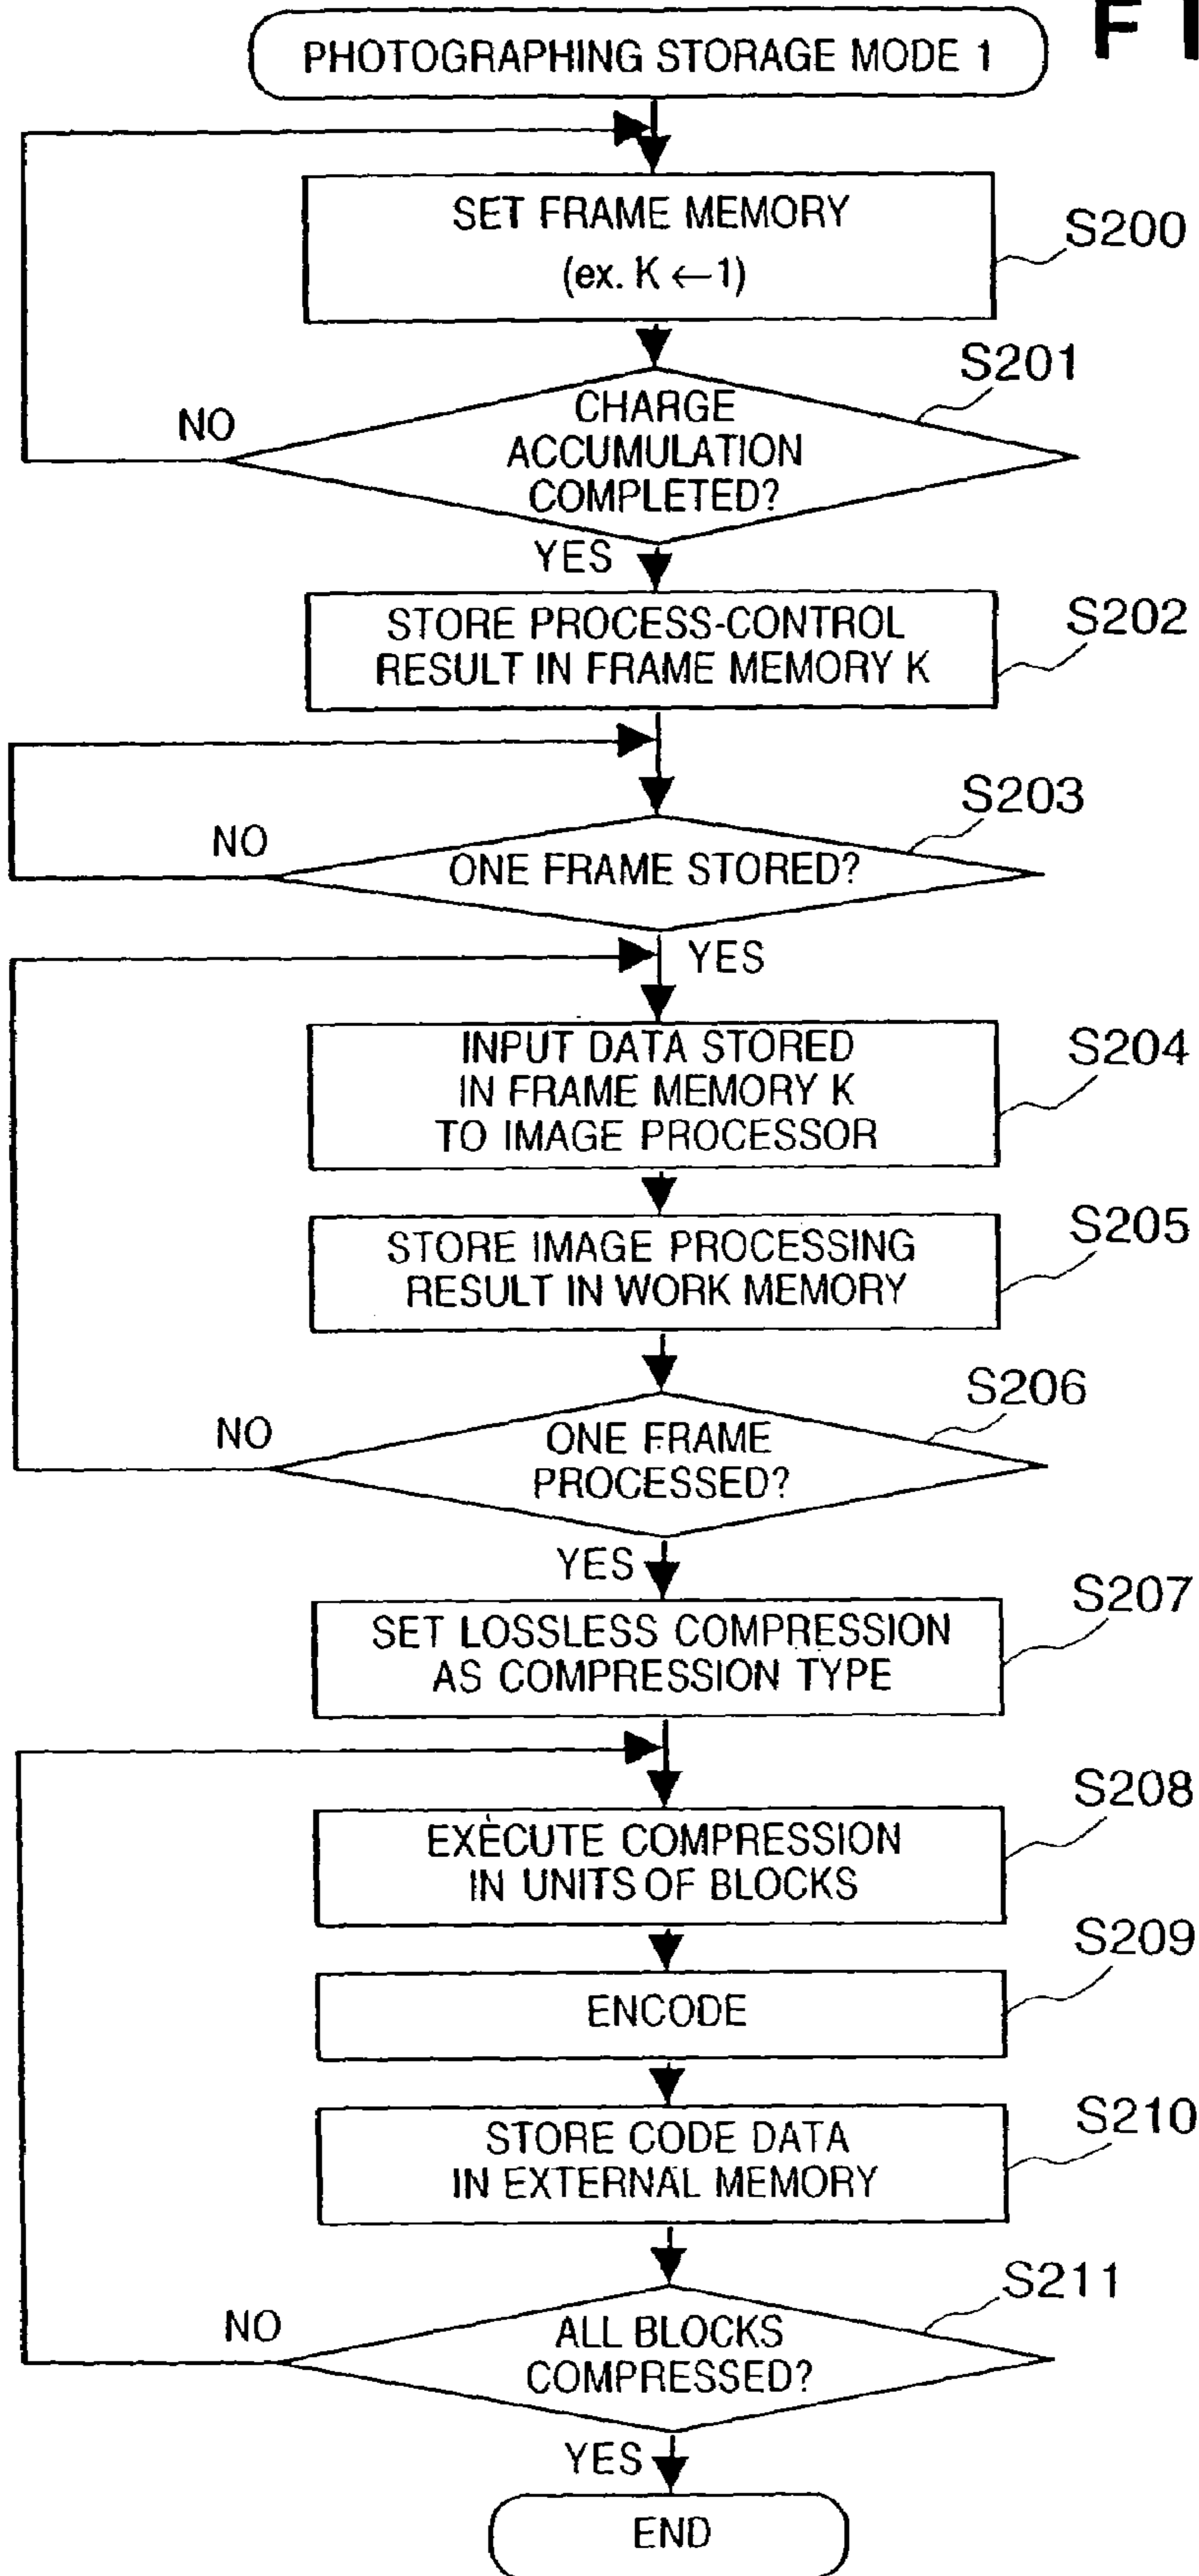 FI
PHOTOGRAPHING STORAGE MODE 1
SET FRAME MEMORY
(ex. K ←1)
S200
S201
CHARGE
ACCUMULATION
COMPLETED?
NO
YES
STORE PROCESS-CONTROL
RESULT IN FRAME MEMORY K
S202
S203
NO
ONE FRAME STORED?
YES
INPUT DATA STORED
IN FRAME MEMORY K
TO IMAGE PROCESSOR
S204
STORE IMAGE PROCESSING
RESULT IN WORK MEMORY
S205
S206
NO
ONE FRAME
PROCESSED?
YES
SET LOSSLESS COMPRESSION
AS COMPRESSION TYPE
S207
EXECUTE COMPRESSION
IN UNITS OF BLOCKS
S208
ENCODE
S209
STORE CODE DATA
IN EXTERNAL MEMORY
S210
S211
NO
ALL BLOCKS
COMPRESSED?
YES
END